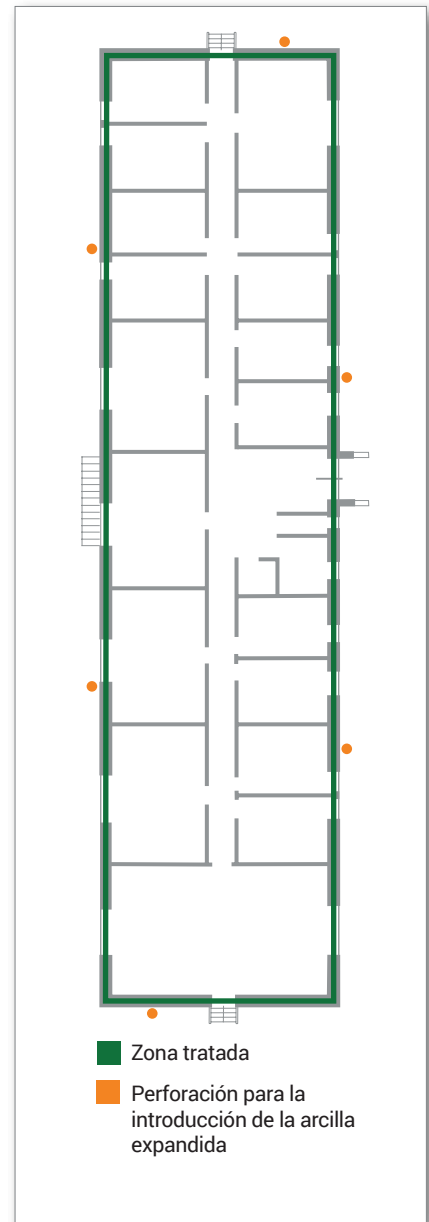 Zona tratada
Perforación para la
introducción de la arcilla
expandida